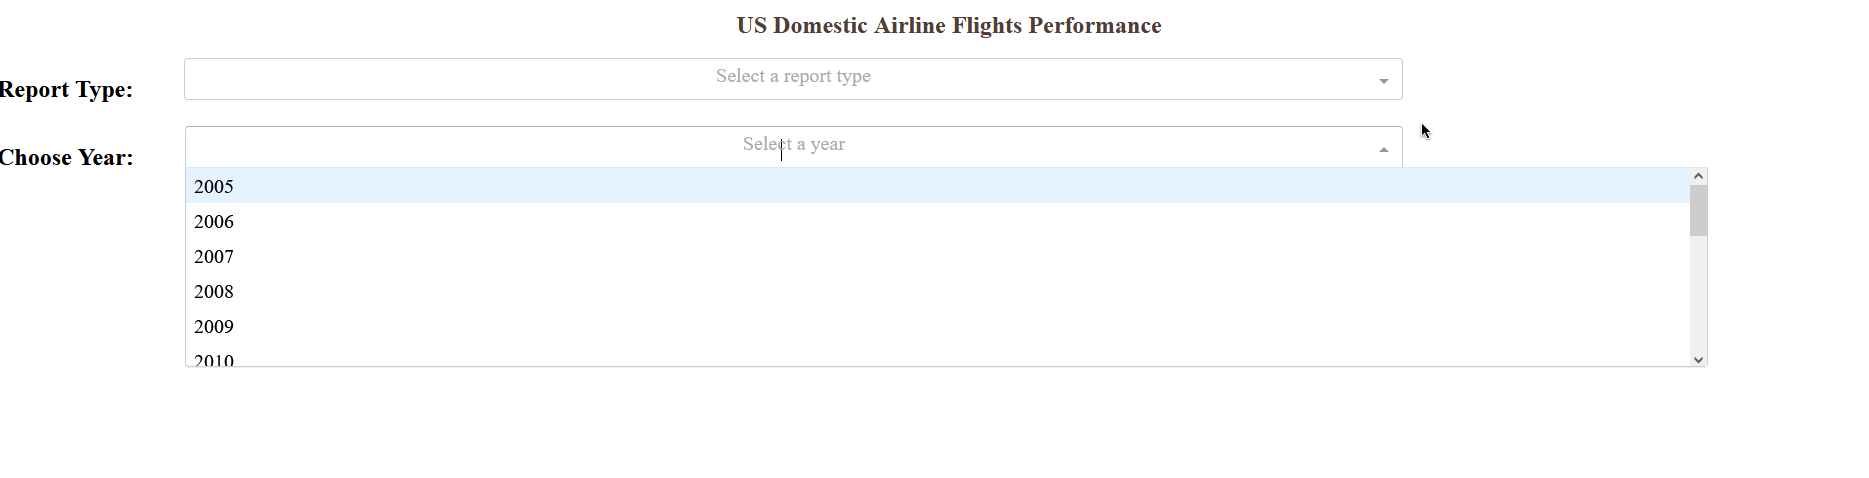 US Domestic Airline Flights Performance
Report Type:
Select a report type
Choose Year:
Select a year
2005
2006
2007
2008
2009
2010